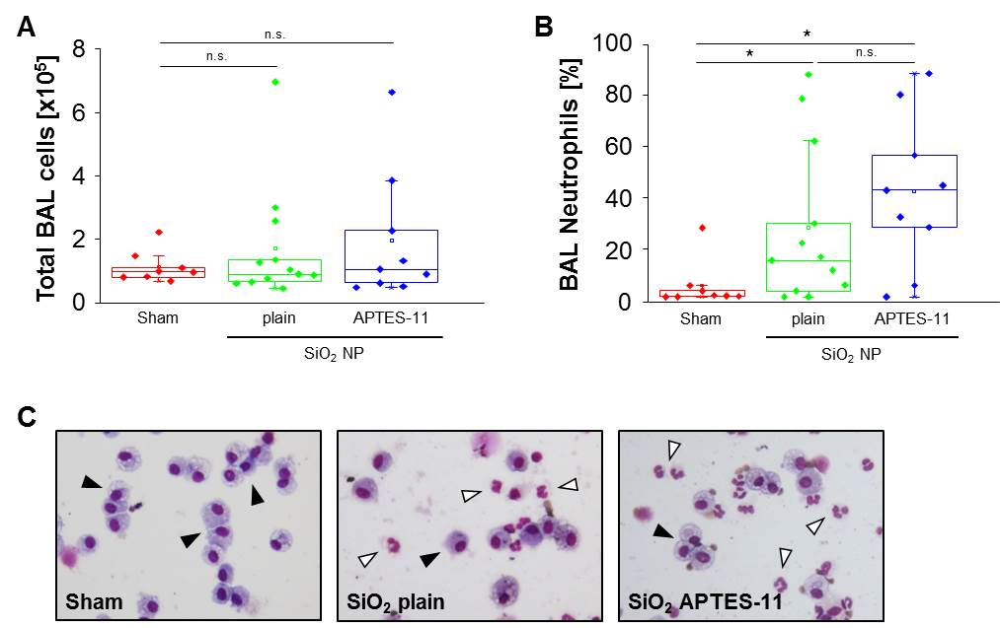 A
Total BAL cells [x10⁵]
8
6
4
2
0
n.s.
n.s.
Sham
plain
APTES-11
SiO₂ NP
B
BAL Neutrophils [%]
100
80
60
40
20
0
*
*
n.s.
Sham
plain
APTES-11
SiO₂ NP
C
Sham
SiO₂ plain
SiO₂ APTES-11